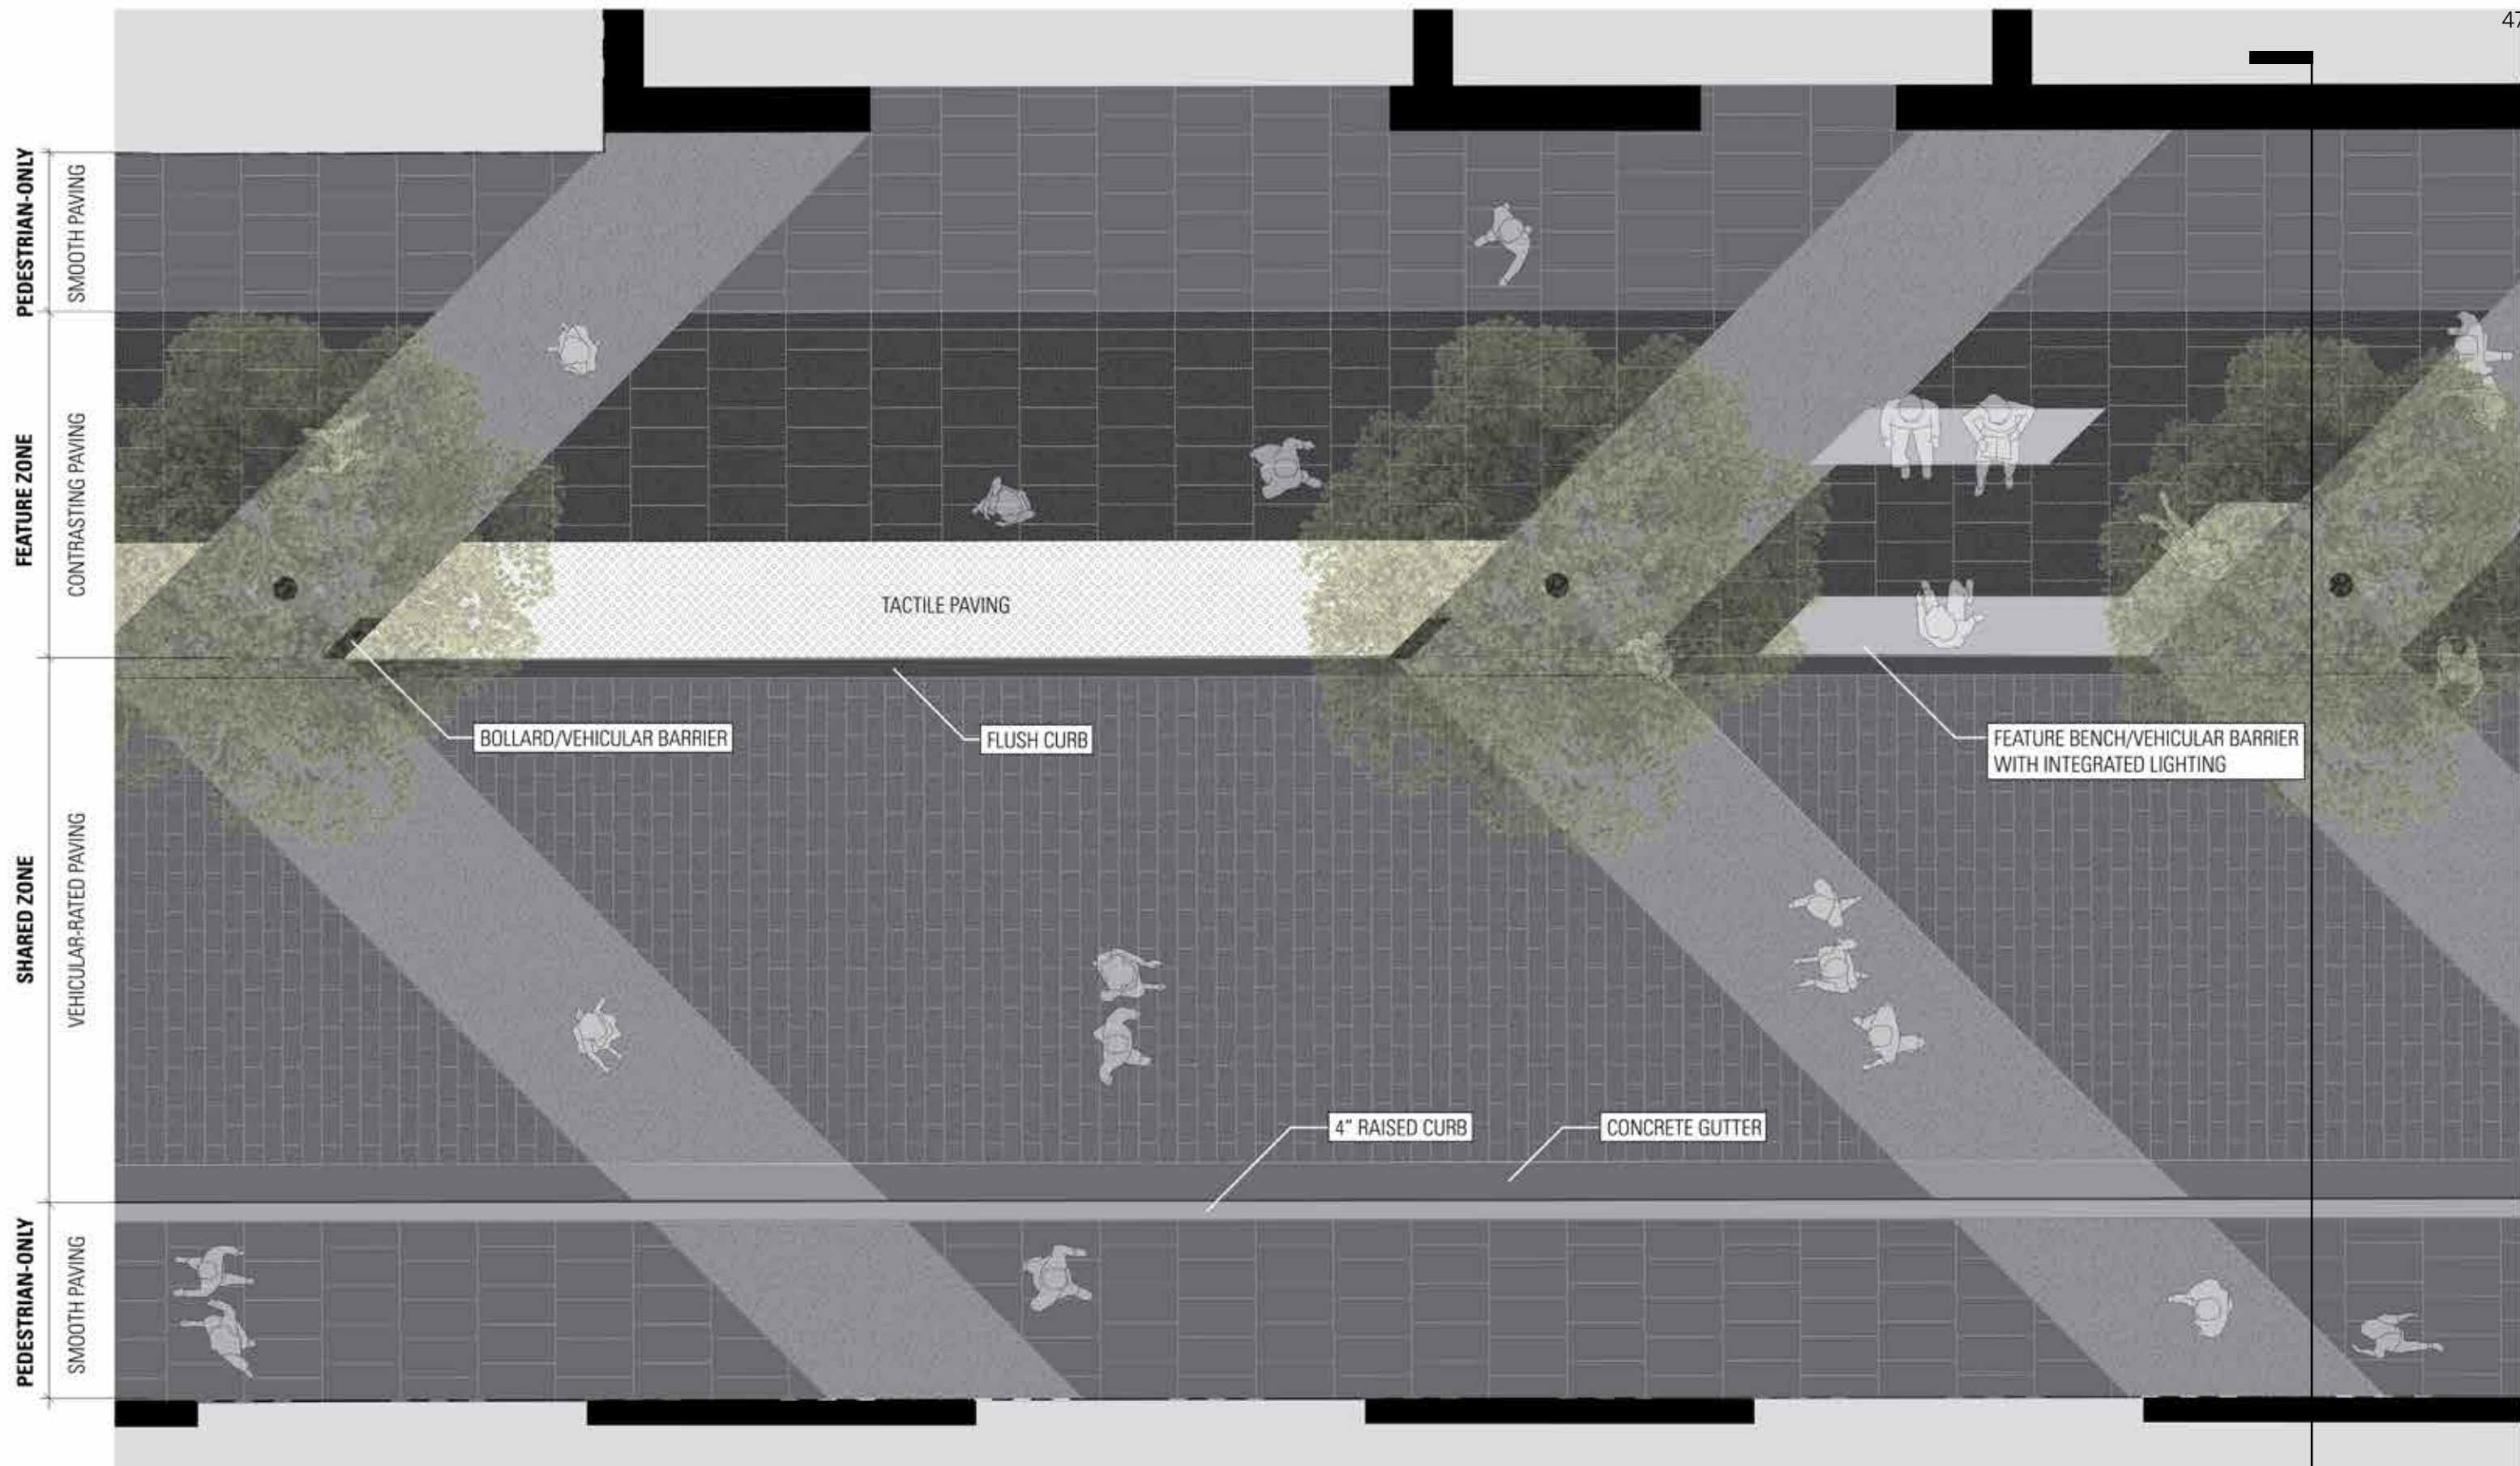 47
PEDESTRIAN-ONLY
SMOOTH PAVING
FEATURE ZONE
CONTRASTING PAVING
TACTILE PAVING
BOLLARD/VEHICULAR BARRIER
FLUSH CURB
FEATURE BENCH/VEHICULAR BARRIER
WITH INTEGRATED LIGHTING
SHARED ZONE
VEHICULAR-RATED PAVING
4” RAISED CURB
CONCRETE GUTTER
PEDESTRIAN-ONLY
SMOOTH PAVING